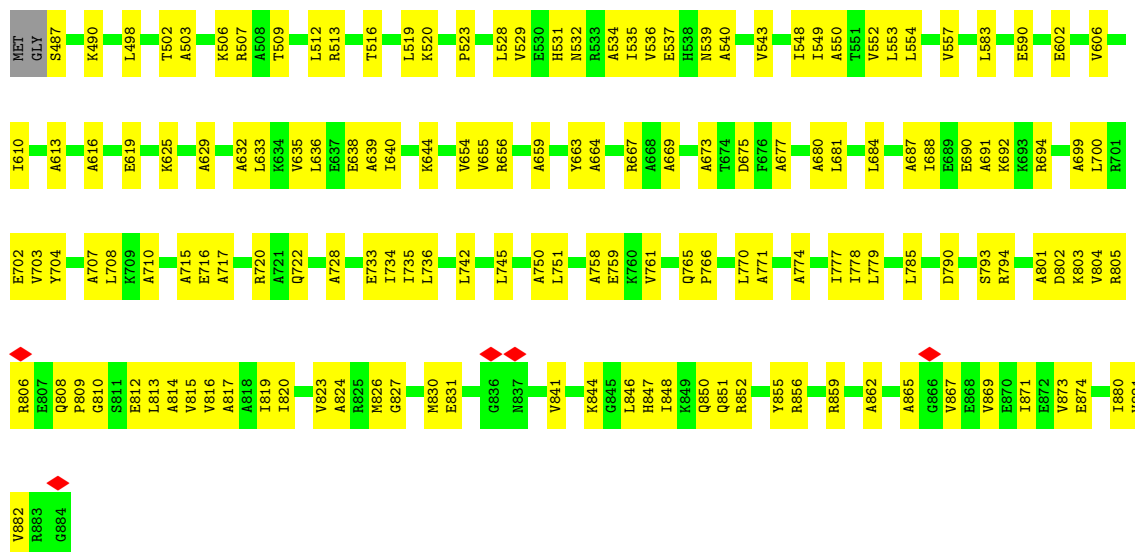 MET GLY S487 K490 L498 T502 A503 K506 R507 A508 T509 L512 R513 T516 L519 K520 P523 L528 V529 E530 H531 N532 R533 A534 I535 V536 E537 H538 N539 A540 V543 I548 I549 A550 T551 V552 L553 L554 V557 L583 E590 E602 V606
I610 A613 A616 E619 K625 A629 A632 L633 K634 V635 L636 E637 E638 A639 I640 K644 V654 V655 R656 A659 Y663 A664 R667 A668 A669 A673 T674 D675 F676 A677 A680 L681 L684 A687 I688 E689 E690 A691 K692 K693 R694 A699 L700 R701
E702 V703 Y704 A707 L708 K709 A710 A715 E716 A717 R720 A721 Q722 A728 E733 I734 I735 L736 L742 L745 A750 L751 A758 E759 K760 V761 Q765 P766 L770 A771 A774 I777 I778 L779 L785 D790 S793 R794 A801 D802 K803 V804 R805
R806 E807 Q808 P809 G810 S811 E812 L813 A814 V815 V816 A817 A818 I819 I820 V823 A824 R825 M826 G827 M830 E831 G836 N837 V841 K844 G845 L846 H847 I848 K849 Q850 Q851 R852 Y855 R856 R859 A862 A865 G866 V867 E868 V869 E870 I871 E872 V873 E874 I880
V882 R883 G884